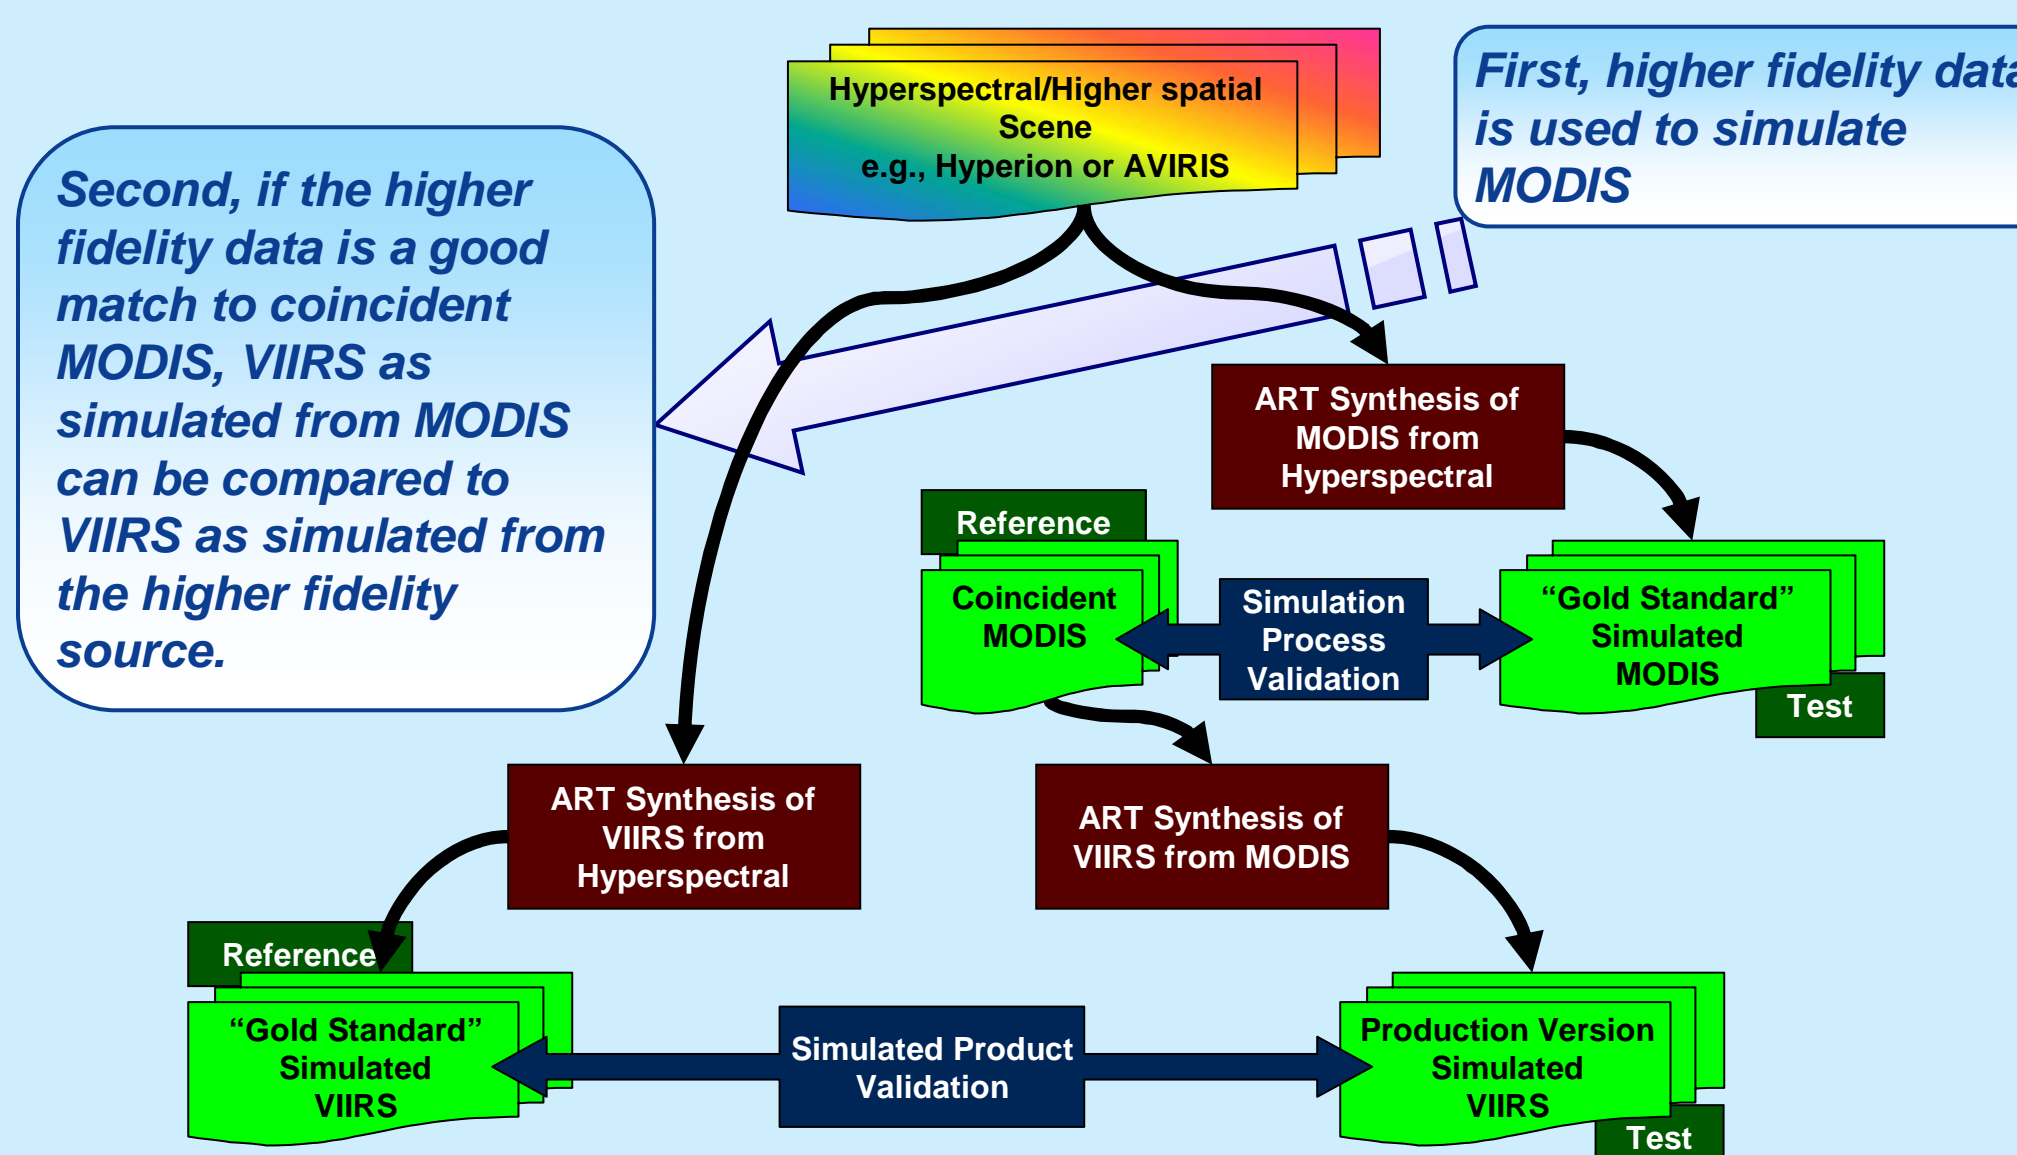 Hyperspectral/Higher spatial
Scene
e.g., Hyperion or AVIRIS
First, higher fidelity data
is used to simulate
MODIS
Second, if the higher
fidelity data is a good
match to coincident
MODIS, VIIRS as
simulated from MODIS
can be compared to
VIIRS as simulated from
the higher fidelity
source.
ART Synthesis of
MODIS from
Hyperspectral
Reference
Coincident
MODIS
Simulation
Process
Validation
“Gold Standard”
Simulated
MODIS
Test
ART Synthesis of
VIIRS from
Hyperspectral
ART Synthesis of
VIIRS from MODIS
Reference
“Gold Standard”
Simulated
VIIRS
Simulated Product
Validation
Production Version
Simulated
VIIRS
Test